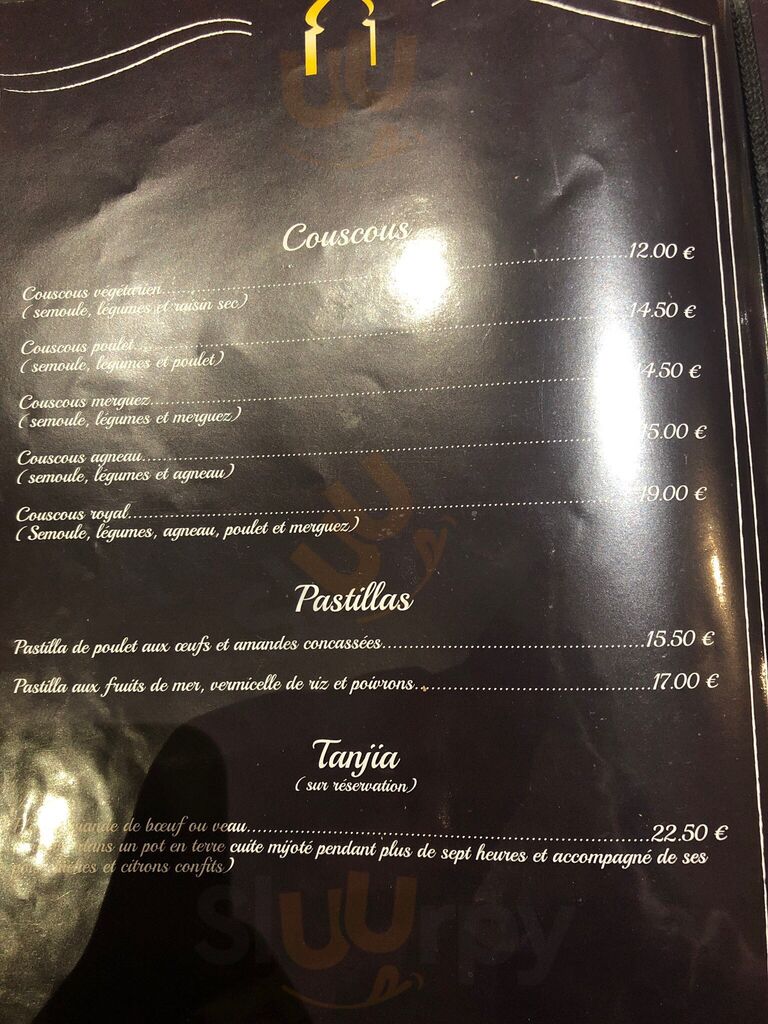 Couscous
Couscous végétarien.....12.00 €
( semoule, légumes et raisin sec)
Couscous poulet.....14.50 €
( semoule, légumes et poulet)
Couscous merguez.....4.50 €
( semoule, légumes et merguez)
Couscous agneau.....5.00 €
( semoule, légumes et agneau)
Couscous royal.....19.00 €
( Semoule, légumes, agneau, poulet et merguez)
Pastillas
Pastilla de poulet aux œufs et amandes concassées.....15.50 €
Pastilla aux fruits de mer, vermicelle de riz et poivrons.....17.00 €
Tanjia
( sur réservation)
de bœuf ou veau.....22.50 €
dans un pot en terre cuite mijoté pendant plus de sept heures et accompagné de ses
et citrons confits)
Sluurpy